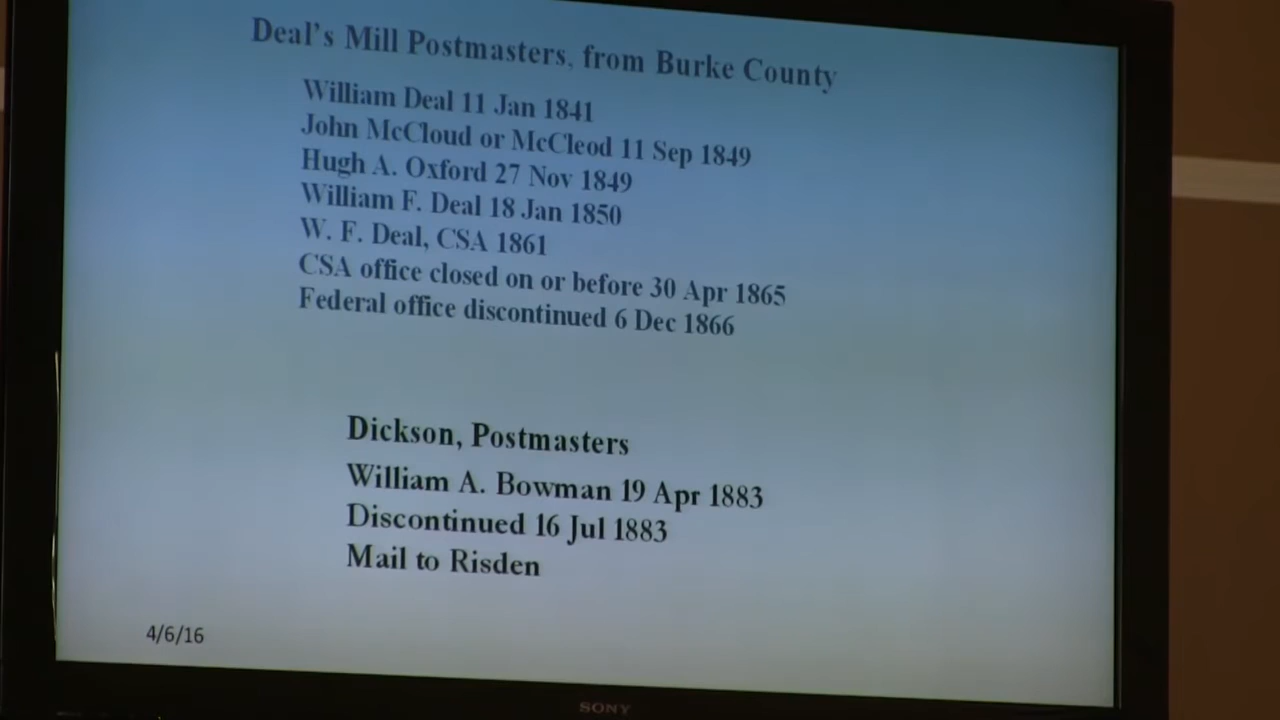 Deal's Mill Postmasters, from Burke County
William Deal 11 Jan 1841
John McCloud or McCleod 11 Sep 1849
Hugh A. Oxford 27 Nov 1849
William F. Deal 18 Jan 1850
W. F. Deal, CSA 1861
CSA office closed on or before 30 Apr 1865
Federal office discontinued 6 Dec 1866
Dickson, Postmasters
William A. Bowman 19 Apr 1883
Discontinued 16 Jul 1883
Mail to Risden
4/6/16
SONY